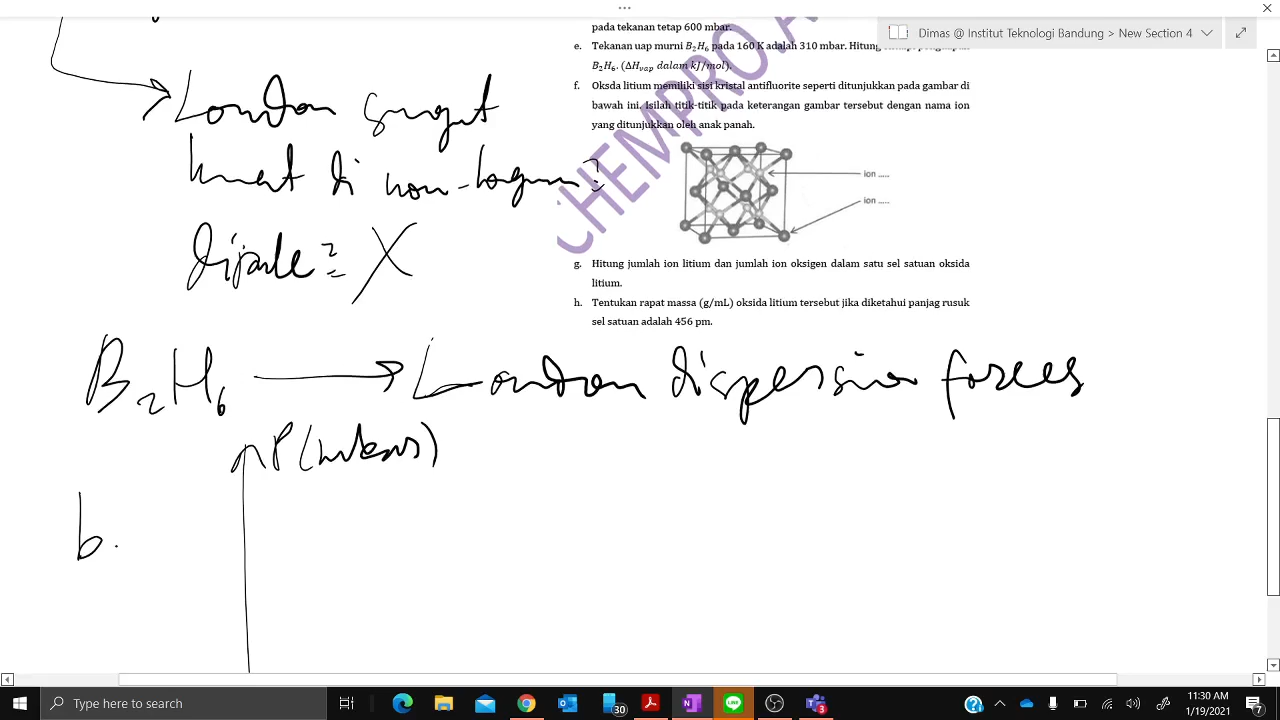 Dimas @ Institut Teknologi Bandung > New Section 4
pada tekanan tetap 600 mbar.
e. Tekanan uap murni B₂H₆ pada 160 K adalah 310 mbar. Hitung
B₂H₆. (ΔHvap dalam kJ/mol).
f. Oksda litium memiliki sisi kristal antifluorite seperti ditunjukkan pada gambar di
bawah ini. Isilah titik-titik pada keterangan gambar tersebut dengan nama ion
yang ditunjukkan oleh anak panah.
ion .....
ion .....
g. Hitung jumlah ion litium dan jumlah ion oksigen dalam satu sel satuan oksida
litium.
h. Tentukan rapat massa (g/mL) oksida litium tersebut jika diketahui panjag rusuk
sel satuan adalah 456 pm.
CHEMPRO.A
London sangat
kuat di non-logam:
X
B₂H₆ → London dispersion forces
b.
Type here to search
30
3
11:30 AM
1/19/2021
7